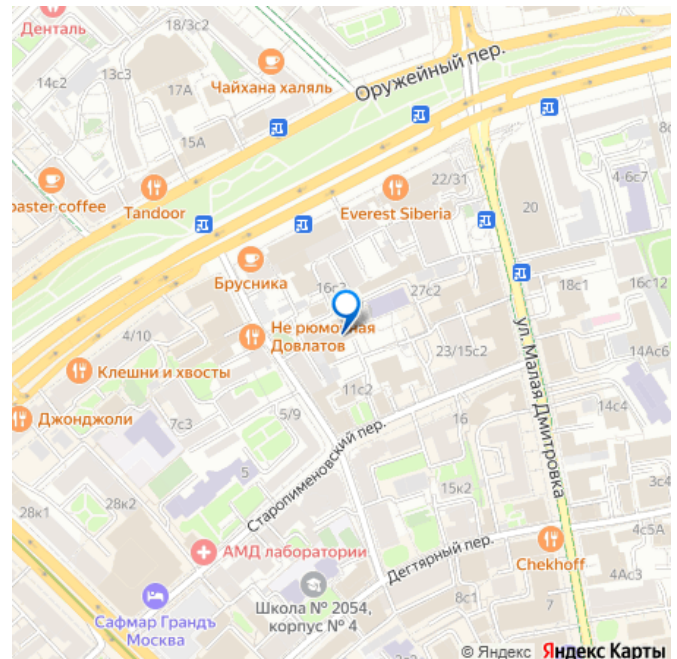 Денталь
18/3с2
Оружейный пер.
Чайхана халяль
13с3
14с2
17А
15А
4-6с7
22/31
20
oaster coffee
Tandoor
Everest Siberia
Брусника
16с2
27с2
18с1
16с12
4/10
Не рюмочная
Довлатов
23/15с2
14Ас6
Клешни и хвосты
11с2
ул. Малая Дмитровка
Джонджоли
7с3
5/9
16
14с4
Старопименовский пер.
5
28к1
28к2
15к2
3с4
4с5А
АМД лаборатории
Дегтярный пер.
Chekhoff
Сафмар Грандъ
Москва
Школа № 2054,
корпус № 4
8с1
7
4Ас3
© Яндекс Яндекс Карты